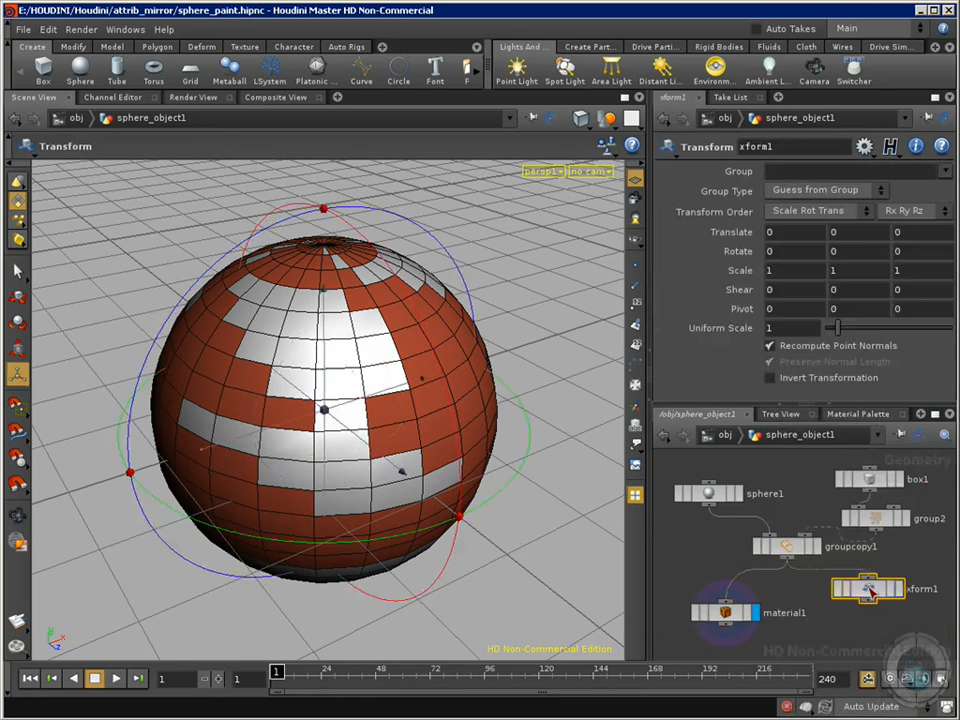 E:/HOUDINI/Houdini/attrib_mirror/sphere_paint.hipnc - Houdini Master HD Non-Commercial
File Edit Render Windows Help Auto Takes Main
Create Modify Model Polygon Deform Texture Character Auto Rigs
Lights And ... Create Part... Drive Parti... Rigid Bodies Fluids Cloth Wires Drive Sim...
Box Sphere Tube Torus Grid Metaball LSystem Platonic ... Curve Circle Font F
Point Light Spot Light Area Light Distant Li... Environm... Ambient L... Camera Switcher
Scene View Channel Editor Render View Composite View
xform1 Take List
obj sphere_object1
obj sphere_object1
Transform
Transform xform1
persp1 no cam
Group
Group Type Guess from Group
Transform Order Scale Rot Trans Rx Ry Rz
Translate 0 0 0
Rotate 0 0 0
Scale 1 1 1
Shear 0 0 0
Pivot 0 0 0
Uniform Scale 1
Recompute Point Normals
Preserve Normal Length
Invert Transformation
/obj/sphere_object1 Tree View Material Palette
obj sphere_object1
Geometry
box1
sphere1
group2
groupcopy1
xform1
material1
y x z
HD Non-Commercial Edition
HD Non-Commercial Edition
1 1 1 24 48 72 96 120 144 168 192 216 240
Auto Update